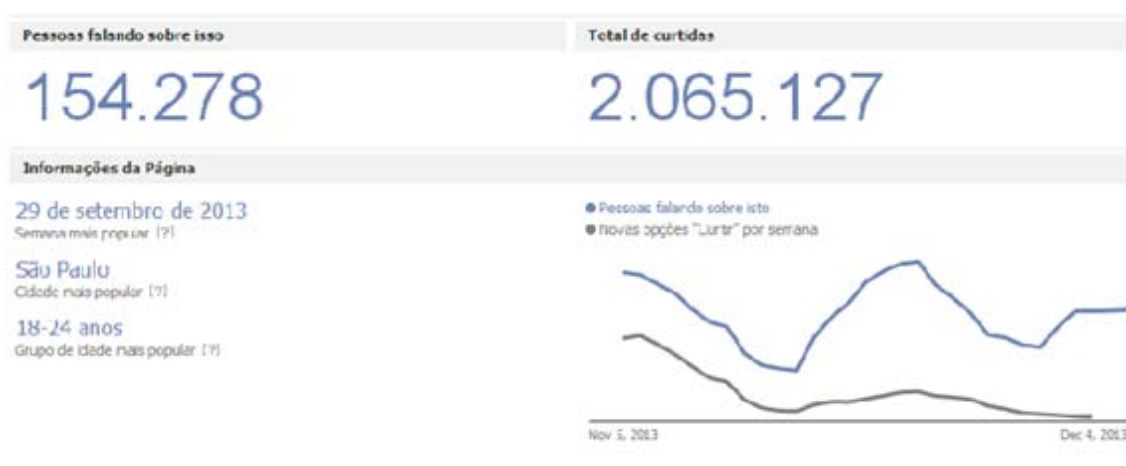 Pessoas falando sobre isso
Total de curtidas
154.278
2.065.127
Informações da Página
29 de setembro de 2013
Semana mais popular [?]
São Paulo
Cidade mais popular [?]
18-24 anos
Grupo de idade mais popular [?]
Pessoas falando sobre isto
Novas opções "Curtir" por semana
Nov 5, 2013
Dec 4, 2013